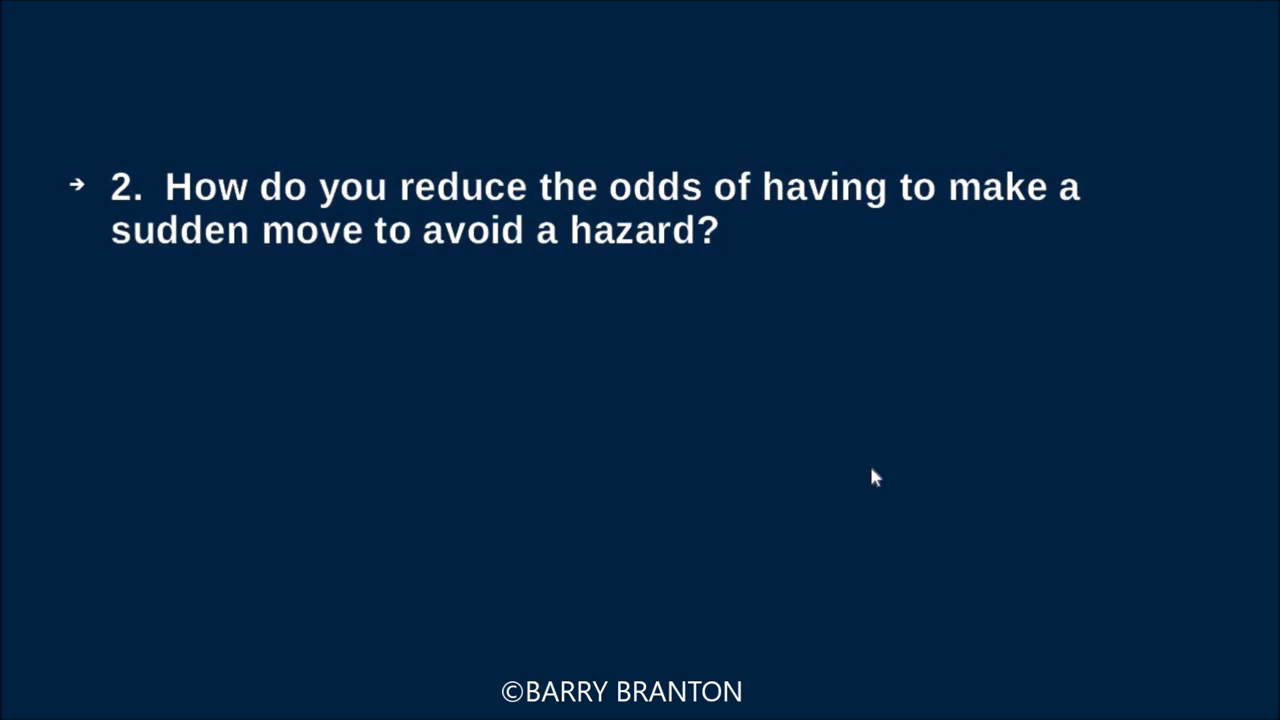 ➔ 2. How do you reduce the odds of having to make a
sudden move to avoid a hazard?
©BARRY BRANTON